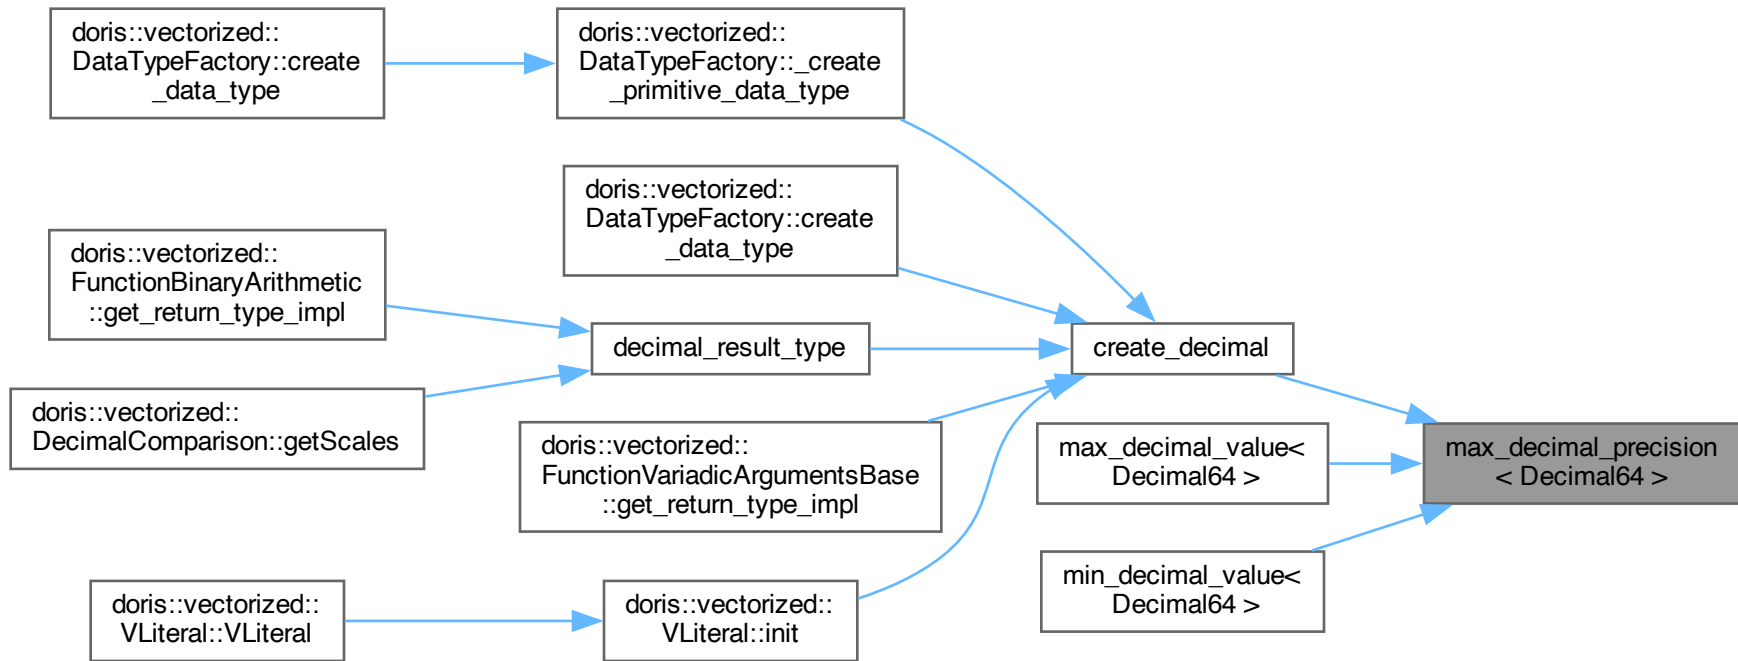 doris::vectorized::
DataTypeFactory::create
_data_type
doris::vectorized::
DataTypeFactory::_create
_primitive_data_type
doris::vectorized::
DataTypeFactory::create
_data_type
doris::vectorized::
FunctionBinaryArithmetic
::get_return_type_impl
decimal_result_type
create_decimal
doris::vectorized::
DecimalComparison::getScales
doris::vectorized::
FunctionVariadicArgumentsBase
::get_return_type_impl
max_decimal_value<
Decimal64 >
max_decimal_precision
< Decimal64 >
min_decimal_value<
Decimal64 >
doris::vectorized::
VLiteral::VLiteral
doris::vectorized::
VLiteral::init